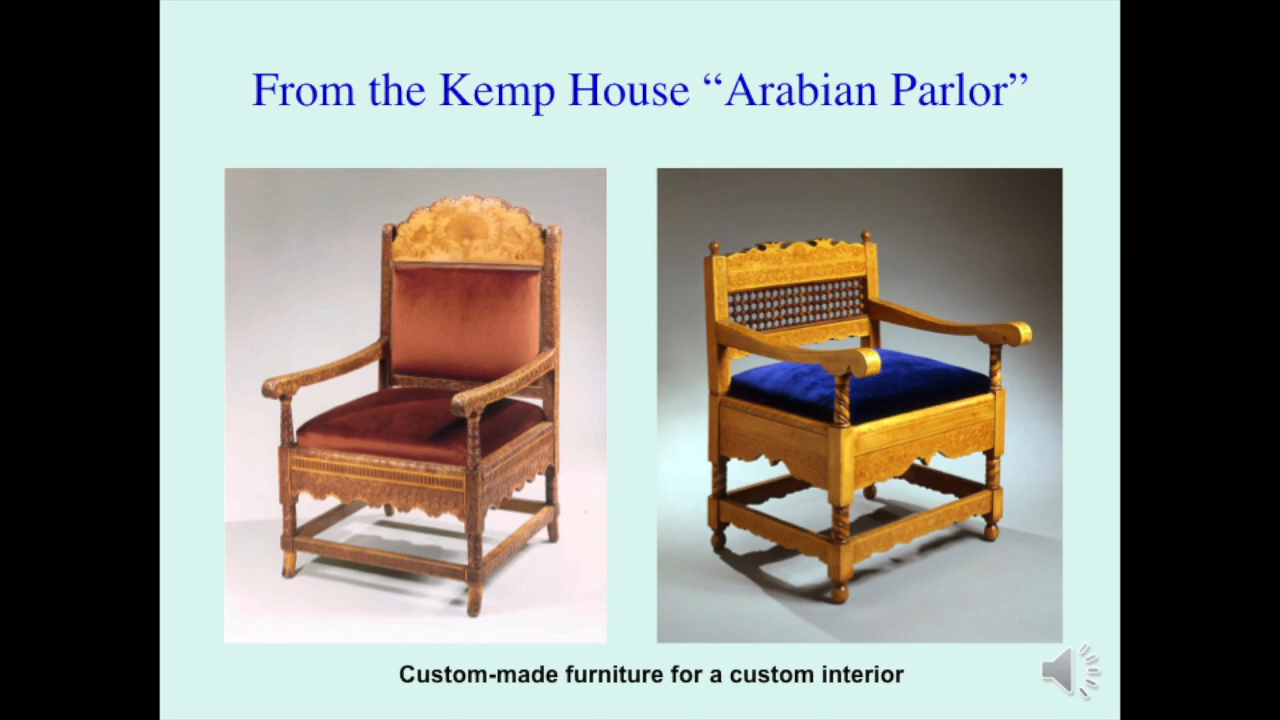 From the Kemp House “Arabian Parlor”
Custom-made furniture for a custom interior